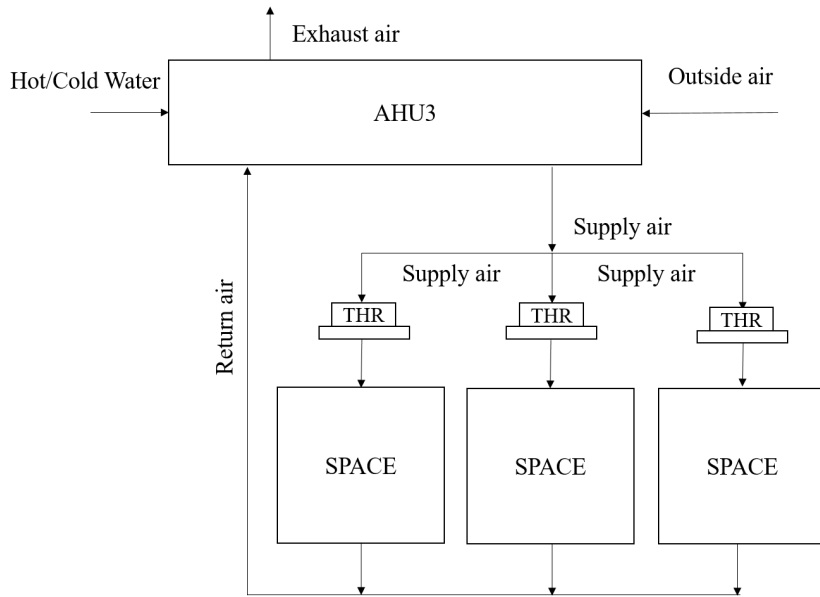 Exhaust air
Hot/Cold Water
Outside air
AHU3
Supply air
Supply air
Supply air
Return air
THR
THR
THR
SPACE
SPACE
SPACE